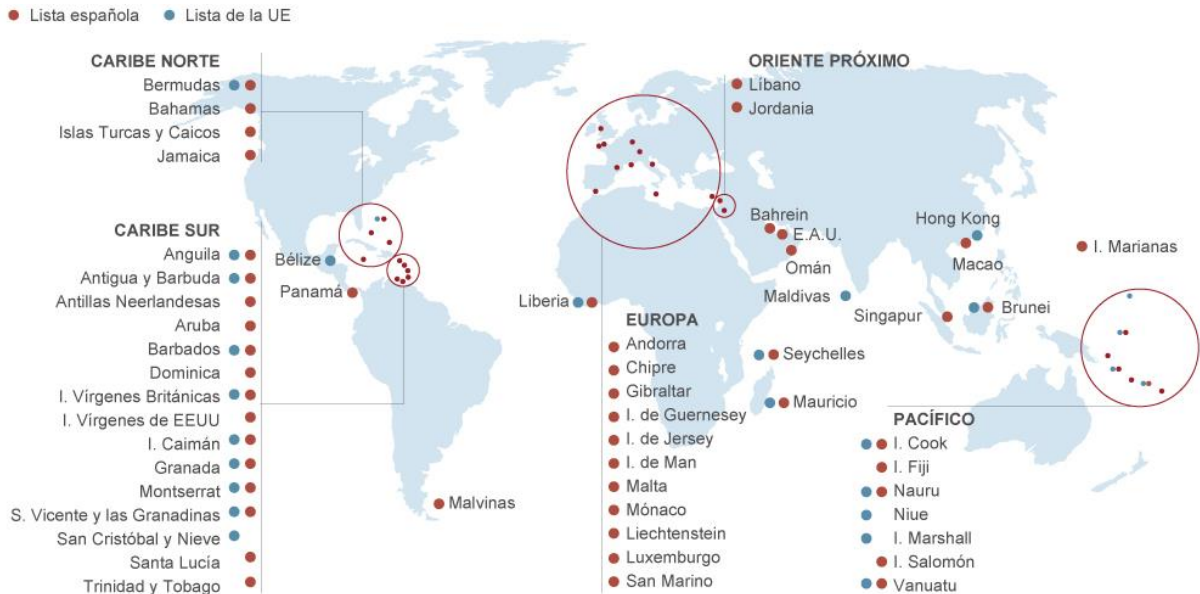 Lista española
Lista de la UE
CARIBE NORTE
Bermudas
Bahamas
Islas Turcas y Caicos
Jamaica
CARIBE SUR
Anguila
Antigua y Barbuda
Antillas Neerlandesas
Aruba
Barbados
Dominica
I. Vírgenes Británicas
I. Vírgenes de EEUU
I. Caimán
Granada
Montserrat
S. Vicente y las Granadinas
San Cristóbal y Nieve
Santa Lucía
Trinidad y Tobago
Bélize
Panamá
Malvinas
Liberia
ORIENTE PRÓXIMO
Líbano
Jordania
Bahrein
E.A.U.
Omán
Maldivas
Seychelles
Mauricio
Hong Kong
Macao
Singapur
Brunei
I. Marianas
EUROPA
Andorra
Chipre
Gibraltar
I. de Guernesey
I. de Jersey
I. de Man
Malta
Mónaco
Liechtenstein
Luxemburgo
San Marino
PACÍFICO
I. Cook
I. Fiji
Nauru
Niue
I. Marshall
I. Salomón
Vanuatu